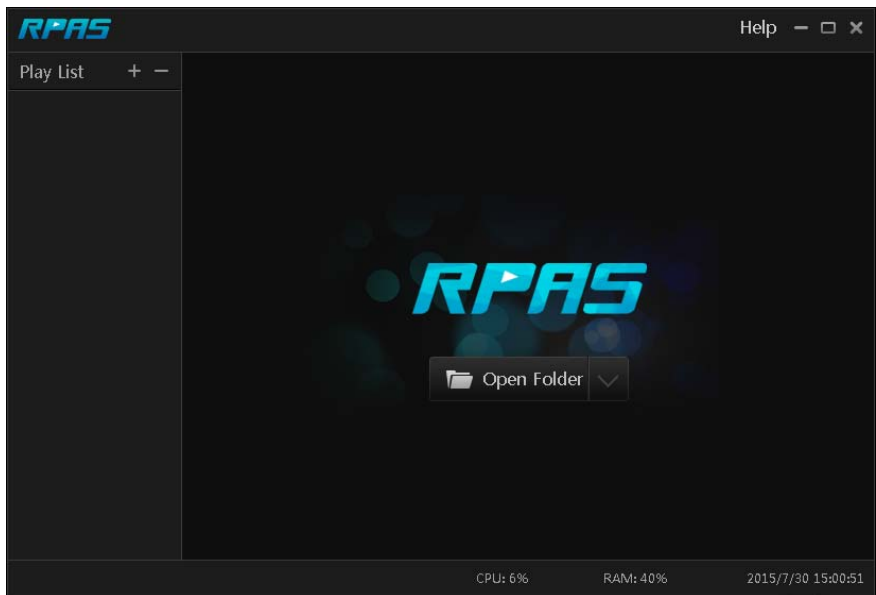 RPAS
Help
Play List
RPAS
Open Folder
CPU: 6% RAM: 40% 2015/7/30 15:00:51